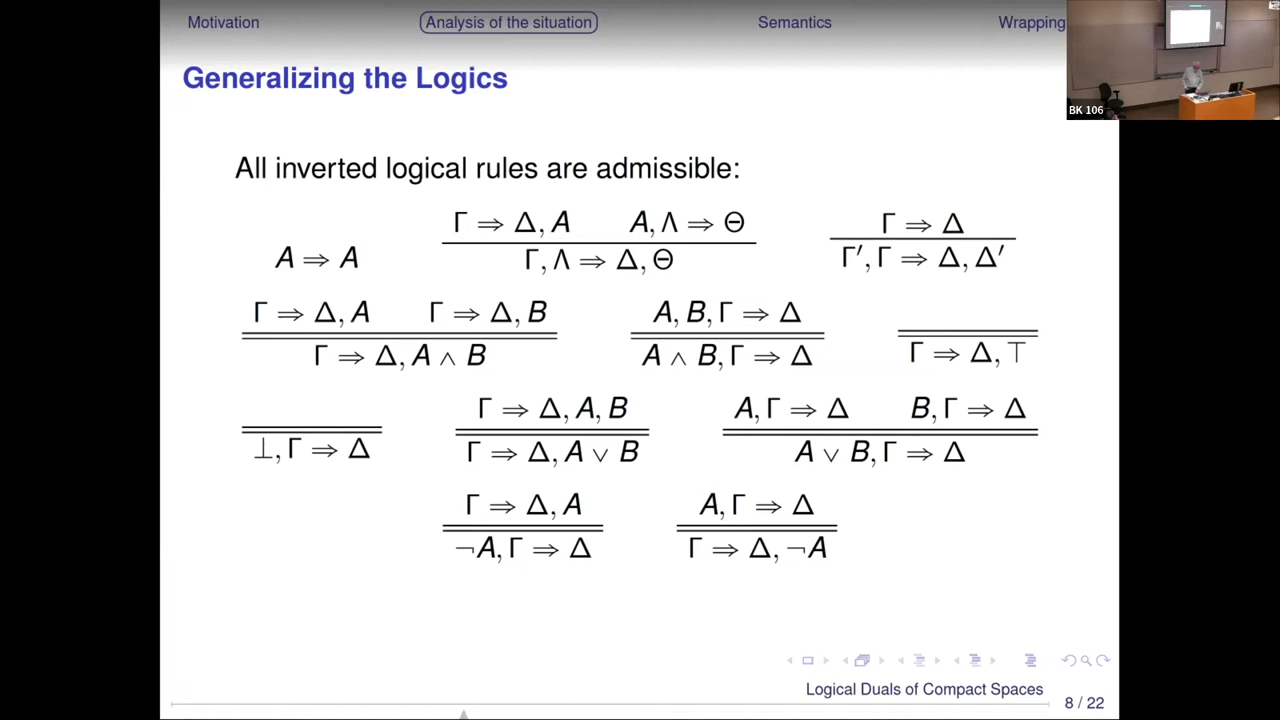 Motivation Analysis of the situation Semantics Wrapping
BK 106
Generalizing the Logics
All inverted logical rules are admissible:
Γ ⇒ Δ, A A, Λ ⇒ Θ Γ ⇒ Δ
A ⇒ A Γ, Λ ⇒ Δ, Θ Γ′, Γ ⇒ Δ, Δ′
Γ ⇒ Δ, A Γ ⇒ Δ, B A, B, Γ ⇒ Δ
Γ ⇒ Δ, A ∧ B A ∧ B, Γ ⇒ Δ Γ ⇒ Δ, ⊤
Γ ⇒ Δ, A, B A, Γ ⇒ Δ B, Γ ⇒ Δ
⊥, Γ ⇒ Δ Γ ⇒ Δ, A ∨ B A ∨ B, Γ ⇒ Δ
Γ ⇒ Δ, A A, Γ ⇒ Δ
¬A, Γ ⇒ Δ Γ ⇒ Δ, ¬A
Logical Duals of Compact Spaces
8 / 22